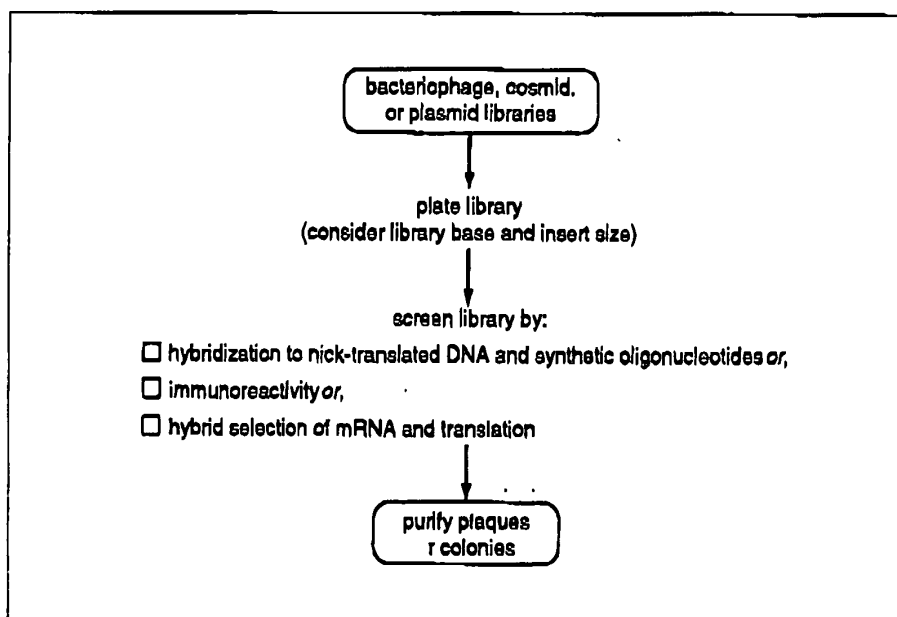 bacteriophage, cosmid,
or plasmid libraries
plate library
(consider library base and insert size)
screen library by:
☐ hybridization to nick-translated DNA and synthetic oligonucleotides or,
☐ immunoreactivity or,
☐ hybrid selection of mRNA and translation
purify plaques
r colonies